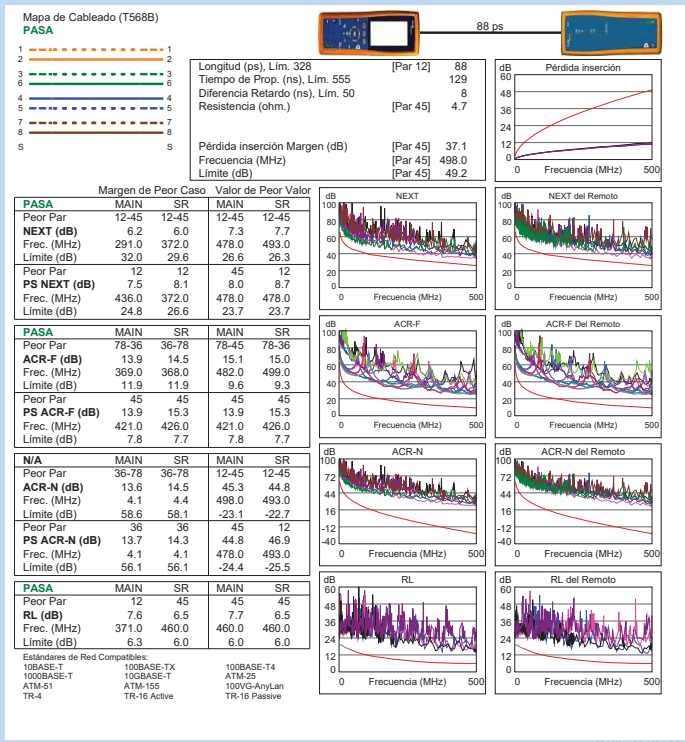 Mapa de Cableado (T568B)
PASA
88 ps
1 1
2 2
3 3
6 6
4 4
5 5
7 7
8 8
S S
Longitud (ps), Lím. 328 [Par 12] 88
Tiempo de Prop. (ns), Lím. 555 129
Diferencia Retardo (ns), Lím. 50 8
Resistencia (ohm.) [Par 45] 4.7
Pérdida inserción Margen (dB) [Par 45] 37.1
Frecuencia (MHz) [Par 45] 498.0
Límite (dB) [Par 45] 49.2
dB Pérdida inserción
60
48
36
24
12
0
0 Frecuencia (MHz) 500
Margen de Peor Caso Valor de Peor Valor
PASA MAIN SR MAIN SR
Peor Par 12-45 12-45 12-45 12-45
NEXT (dB) 6.2 6.0 7.3 7.7
Frec. (MHz) 291.0 372.0 478.0 493.0
Límite (dB) 32.0 29.6 26.6 26.3
Peor Par 12 12 45 12
PS NEXT (dB) 7.5 8.1 8.0 8.7
Frec. (MHz) 436.0 372.0 478.0 478.0
Límite (dB) 24.8 26.6 23.7 23.7
PASA MAIN SR MAIN SR
Peor Par 78-36 36-78 78-45 78-36
ACR-F (dB) 13.9 14.5 15.1 15.0
Frec. (MHz) 369.0 368.0 482.0 499.0
Límite (dB) 11.9 11.9 9.6 9.3
Peor Par 45 45 45 45
PS ACR-F (dB) 13.9 15.3 13.9 15.3
Frec. (MHz) 421.0 426.0 421.0 426.0
Límite (dB) 7.8 7.7 7.8 7.7
N/A MAIN SR MAIN SR
Peor Par 36-78 36-78 12-45 12-45
ACR-N (dB) 13.6 14.5 45.3 44.8
Frec. (MHz) 4.1 4.4 498.0 493.0
Límite (dB) 58.6 58.1 -23.1 -22.7
Peor Par 36 36 45 12
PS ACR-N (dB) 13.7 14.3 44.8 46.9
Frec. (MHz) 4.1 4.1 478.0 493.0
Límite (dB) 56.1 56.1 -24.4 -25.5
PASA MAIN SR MAIN SR
Peor Par 12 45 45 45
RL (dB) 7.6 6.5 7.7 6.5
Frec. (MHz) 371.0 460.0 460.0 460.0
Límite (dB) 6.3 6.0 6.0 6.0
Estándares de Red Compatibles:
10BASE-T 100BASE-TX 100BASE-T4
1000BASE-T 10GBASE-T ATM-25
ATM-51 ATM-155 100VG-AnyLan
TR-4 TR-16 Active TR-16 Passive
dB NEXT
100
80
60
40
20
0
0 Frecuencia (MHz) 500
dB NEXT del Remoto
100
80
60
40
20
0
0 Frecuencia (MHz) 500
dB ACR-F
100
80
60
40
20
0
0 Frecuencia (MHz) 500
dB ACR-F Del Remoto
100
80
60
40
20
0
0 Frecuencia (MHz) 500
dB ACR-N
100
72
44
16
-12
-40
0 Frecuencia (MHz) 500
dB ACR-N del Remoto
100
72
44
16
-12
-40
0 Frecuencia (MHz) 500
dB RL
60
48
36
24
12
0
0 Frecuencia (MHz) 500
dB RL del Remoto
60
48
36
24
12
0
0 Frecuencia (MHz) 500